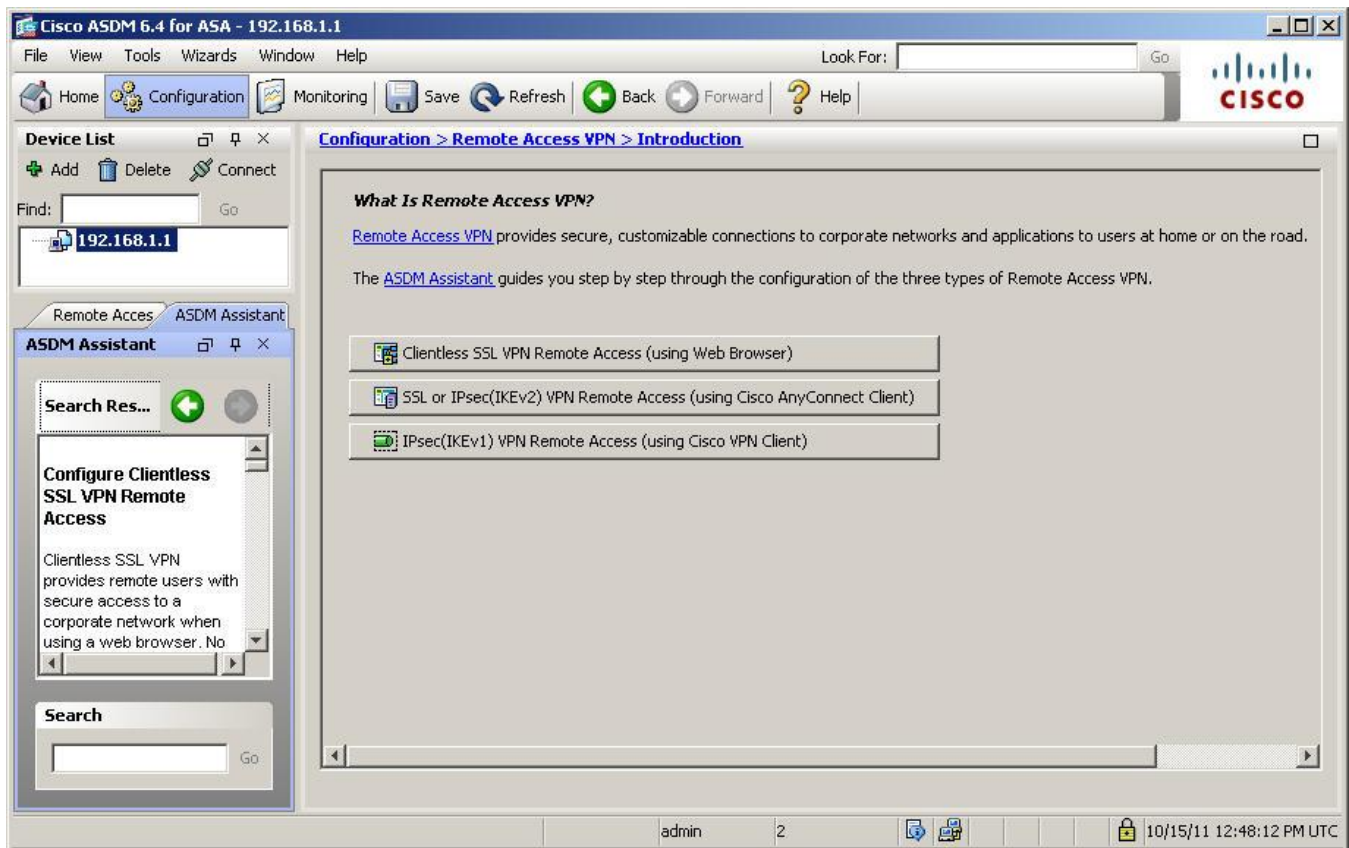 Cisco ASDM 6.4 for ASA - 192.168.1.1
File View Tools Wizards Window Help
Look For:
Go
Home
Configuration
Monitoring
Save
Refresh
Back
Forward
Help
CISCO
Device List
Add
Delete
Connect
Find:
Go
192.168.1.1
Remote Acces
ASDM Assistant
ASDM Assistant
Search Res...
Configure Clientless
SSL VPN Remote
Access
Clientless SSL VPN
provides remote users with
secure access to a
corporate network when
using a web browser. No
Search
Go
Configuration > Remote Access VPN > Introduction
What Is Remote Access VPN?
Remote Access VPN provides secure, customizable connections to corporate networks and applications to users at home or on the road.
The ASDM Assistant guides you step by step through the configuration of the three types of Remote Access VPN.
Clientless SSL VPN Remote Access (using Web Browser)
SSL or IPsec(IKEv2) VPN Remote Access (using Cisco AnyConnect Client)
IPsec(IKEv1) VPN Remote Access (using Cisco VPN Client)
admin
2
10/15/11 12:48:12 PM UTC